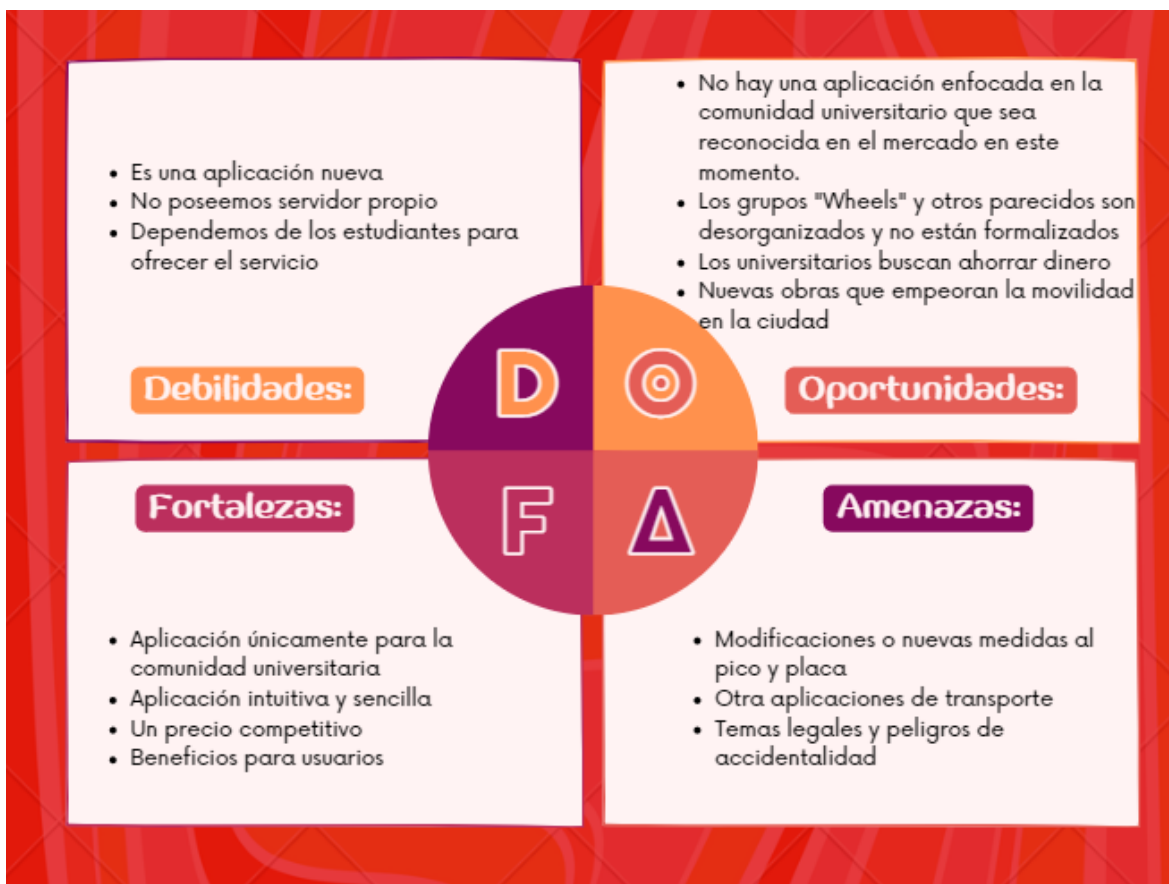 • Es una aplicación nueva
• No poseemos servidor propio
• Dependemos de los estudiantes para
ofrecer el servicio
Debilidades:
• No hay una aplicación enfocada en la
comunidad universitario que sea
reconocida en el mercado en este
momento.
• Los grupos "Wheels" y otros parecidos son
desorganizados y no están formalizados
• Los universitarios buscan ahorrar dinero
• Nuevas obras que empeoran la movilidad
en la ciudad
Oportunidades:
D O
F A
Fortalezas:
• Aplicación únicamente para la
comunidad universitaria
• Aplicación intuitiva y sencilla
• Un precio competitivo
• Beneficios para usuarios
Amenazas:
• Modificaciones o nuevas medidas al
pico y placa
• Otra aplicaciones de transporte
• Temas legales y peligros de
accidentalidad